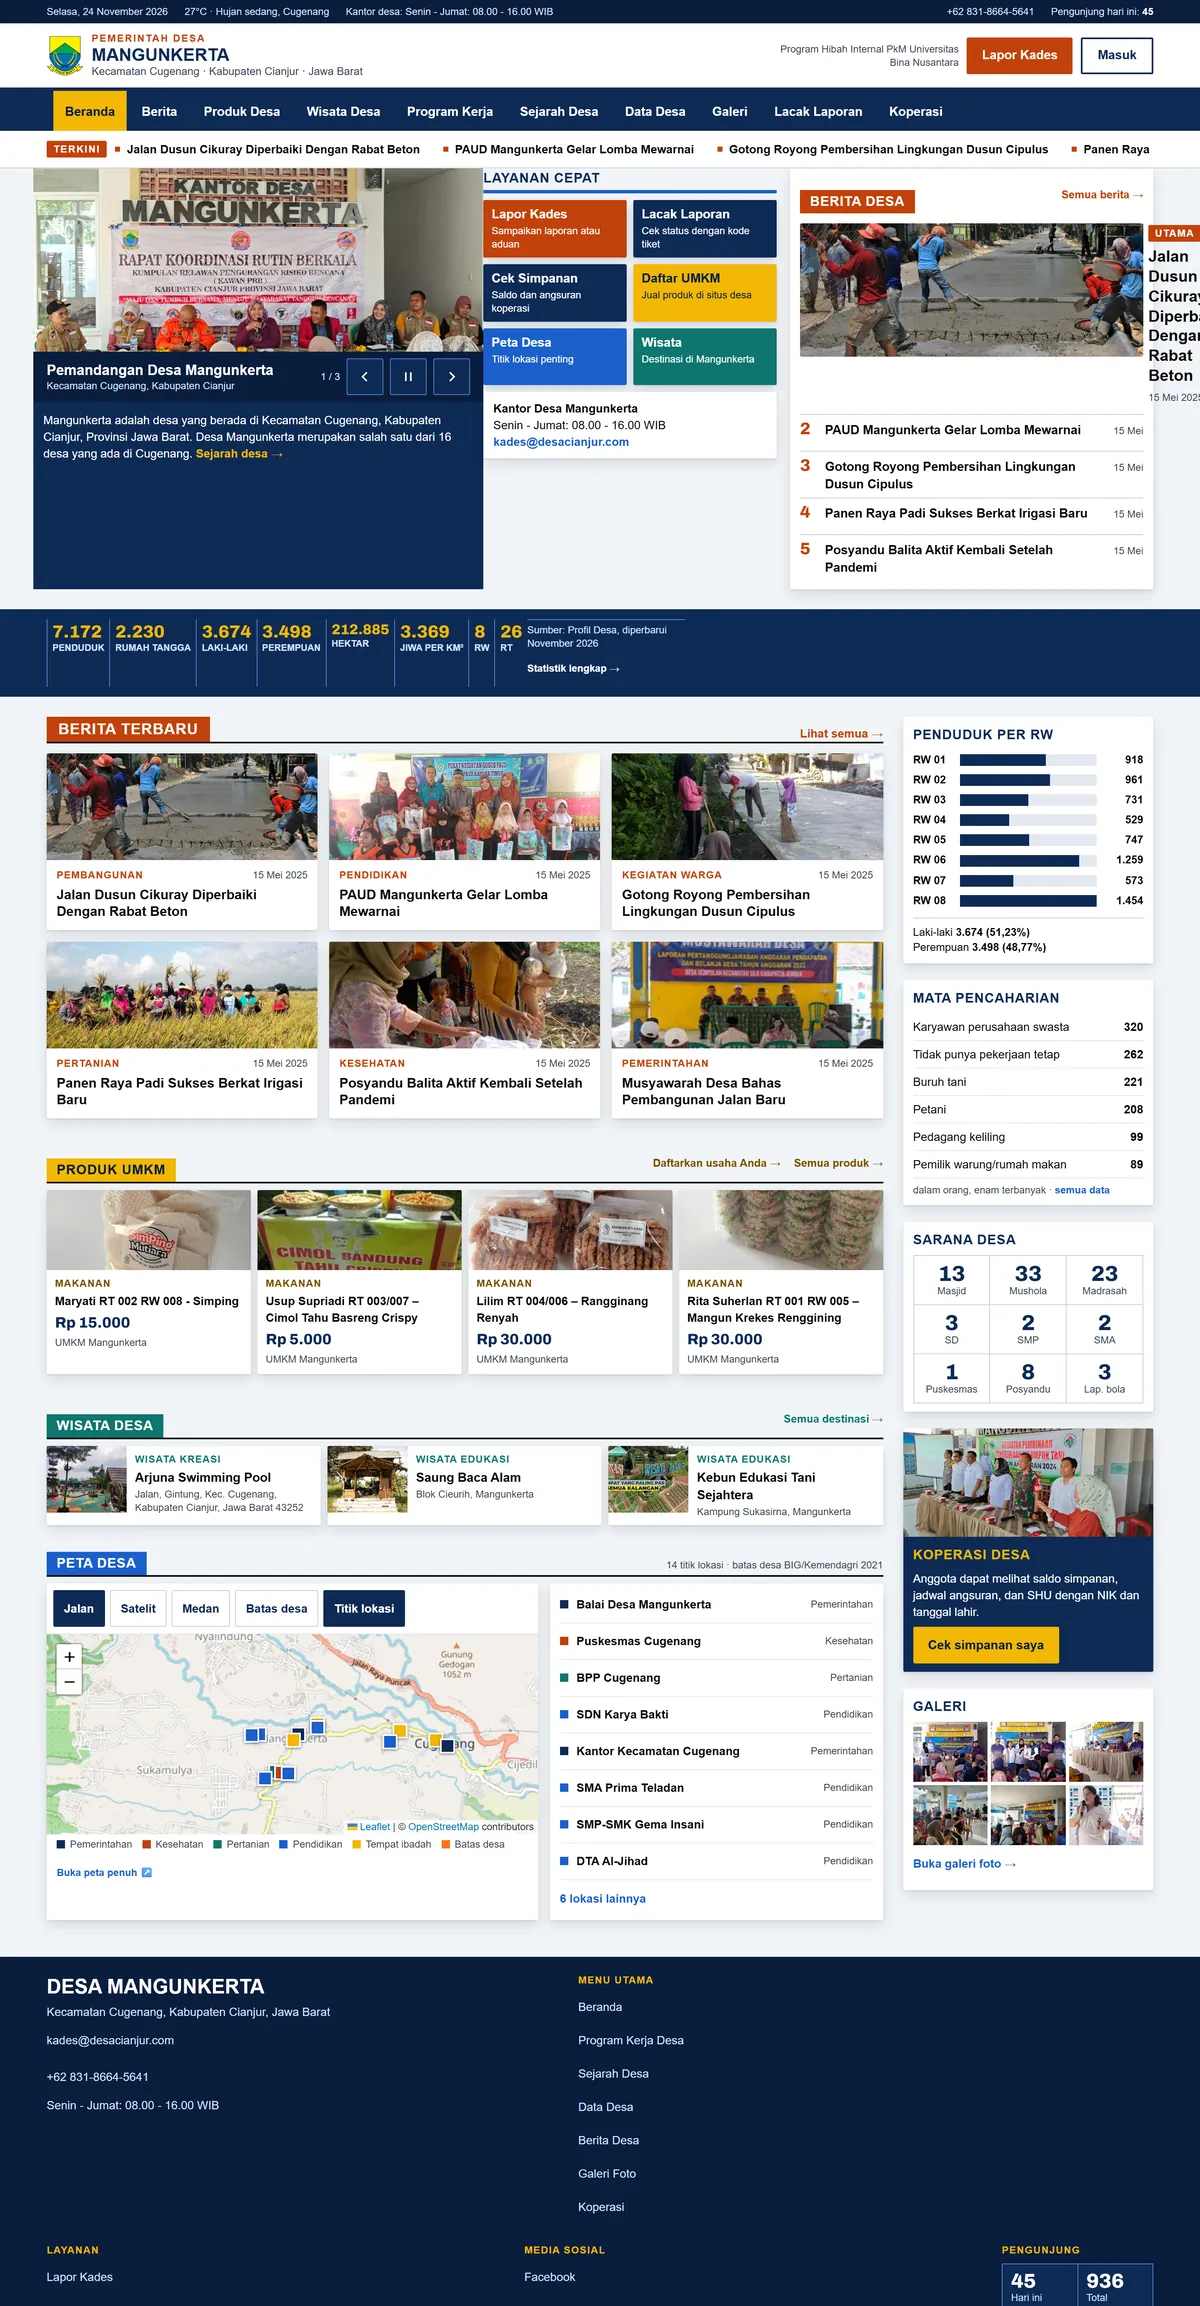 Selasa, 24 November 2026 27°C · Hujan sedang, Cugenang Kantor desa: Senin - Jumat: 08.00 - 16.00 WIB +62 831-8664-5641 Pengunjung hari ini: 45
PEMERINTAH DESA
MANGUNKERTA
Kecamatan Cugenang · Kabupaten Cianjur · Jawa Barat
Program Hibah Internal PkM Universitas
Bina Nusantara
Lapor Kades Masuk
Beranda Berita Produk Desa Wisata Desa Program Kerja Sejarah Desa Data Desa Galeri Lacak Laporan Koperasi
TERKINI Jalan Dusun Cikuray Diperbaiki Dengan Rabat Beton PAUD Mangunkerta Gelar Lomba Mewarnai Gotong Royong Pembersihan Lingkungan Dusun Cipulus Panen Raya
KANTOR DESA
MANGUNKERTA
RAPAT KOORDINASI RUTIN BERKALA
KUMPULAN RELAWAN PENGURANGAN RISIKO BENCANA
( KAWAN PRB )
KABUPATEN CIANJUR PROVINSI JAWA BARAT
Pemandangan Desa Mangunkerta
Kecamatan Cugenang, Kabupaten Cianjur
1 / 3
Mangunkerta adalah desa yang berada di Kecamatan Cugenang, Kabupaten
Cianjur, Provinsi Jawa Barat. Desa Mangunkerta merupakan salah satu dari 16
desa yang ada di Cugenang. Sejarah desa →
LAYANAN CEPAT
Lapor Kades
Sampaikan laporan atau
aduan
Lacak Laporan
Cek status dengan kode
tiket
Cek Simpanan
Saldo dan angsuran
koperasi
Daftar UMKM
Jual produk di situs desa
Peta Desa
Titik lokasi penting
Wisata
Destinasi di Mangunkerta
Kantor Desa Mangunkerta
Senin - Jumat: 08.00 - 16.00 WIB
kades@desacianjur.com
BERITA DESA
Semua berita →
UTAMA
Jalan
Dusun
Cikuray
Diperba
Dengan
Rabat
Beton
15 Mei 2025
2 PAUD Mangunkerta Gelar Lomba Mewarnai 15 Mei
3 Gotong Royong Pembersihan Lingkungan
Dusun Cipulus 15 Mei
4 Panen Raya Padi Sukses Berkat Irigasi Baru 15 Mei
5 Posyandu Balita Aktif Kembali Setelah
Pandemi 15 Mei
7.172 PENDUDUK
2.230 RUMAH TANGGA
3.674 LAKI-LAKI
3.498 PEREMPUAN
212.885 HEKTAR
3.369 JIWA PER KM²
8 RW
26 RT
Sumber: Profil Desa, diperbarui
November 2026
Statistik lengkap →
BERITA TERBARU
Lihat semua →
PEMBANGUNAN 15 Mei 2025
Jalan Dusun Cikuray Diperbaiki
Dengan Rabat Beton
PENDIDIKAN 15 Mei 2025
PAUD Mangunkerta Gelar Lomba
Mewarnai
KEGIATAN WARGA 15 Mei 2025
Gotong Royong Pembersihan
Lingkungan Dusun Cipulus
MUSYAWARAH DESA
PERTANIAN 15 Mei 2025
Panen Raya Padi Sukses Berkat Irigasi
Baru
KESEHATAN 15 Mei 2025
Posyandu Balita Aktif Kembali Setelah
Pandemi
PEMERINTAHAN 15 Mei 2025
Musyawarah Desa Bahas
Pembangunan Jalan Baru
PRODUK UMKM
Daftarkan usaha Anda → Semua produk →
Simping
Mutiara
CIMOL BANDUNG
MAKANAN
Maryati RT 002 RW 008 - Simping
Rp 15.000
UMKM Mangunkerta
MAKANAN
Usup Supriadi RT 003/007 –
Cimol Tahu Basreng Crispy
Rp 5.000
UMKM Mangunkerta
MAKANAN
Lilim RT 004/006 – Rangginang
Renyah
Rp 30.000
UMKM Mangunkerta
MAKANAN
Rita Suherlan RT 001 RW 005 –
Mangun Krekes Renggining
Rp 30.000
UMKM Mangunkerta
WISATA DESA
Semua destinasi →
WISATA KREASI
Arjuna Swimming Pool
Jalan, Gintung, Kec. Cugenang,
Kabupaten Cianjur, Jawa Barat 43252
WISATA EDUKASI
Saung Baca Alam
Blok Cieurih, Mangunkerta
WISATA EDUKASI
Kebun Edukasi Tani
Sejahtera
Kampung Sukasirna, Mangunkerta
PETA DESA
14 titik lokasi · batas desa BIG/Kemendagri 2021
Jalan Satelit Medan Batas desa Titik lokasi
+
−
Nyalindung
Gunung
Gedogan
1052 m
Jalan Raya Puncak
Sukamulya
Cijedil
Leaflet | © OpenStreetMap contributors
Pemerintahan Kesehatan Pertanian Pendidikan Tempat ibadah Batas desa
Buka peta penuh
Balai Desa Mangunkerta Pemerintahan
Puskesmas Cugenang Kesehatan
BPP Cugenang Pertanian
SDN Karya Bakti Pendidikan
Kantor Kecamatan Cugenang Pemerintahan
SMA Prima Teladan Pendidikan
SMP-SMK Gema Insani Pendidikan
DTA Al-Jihad Pendidikan
6 lokasi lainnya
PENDUDUK PER RW
RW 01 918
RW 02 961
RW 03 731
RW 04 529
RW 05 747
RW 06 1.259
RW 07 573
RW 08 1.454
Laki-laki 3.674 (51,23%)
Perempuan 3.498 (48,77%)
MATA PENCAHARIAN
Karyawan perusahaan swasta 320
Tidak punya pekerjaan tetap 262
Buruh tani 221
Petani 208
Pedagang keliling 99
Pemilik warung/rumah makan 89
dalam orang, enam terbanyak · semua data
SARANA DESA
13 Masjid
33 Mushola
23 Madrasah
3 SD
2 SMP
2 SMA
1 Puskesmas
8 Posyandu
3 Lap. bola
KOPERASI DESA
Anggota dapat melihat saldo simpanan,
jadwal angsuran, dan SHU dengan NIK dan
tanggal lahir.
Cek simpanan saya
GALERI
Buka galeri foto →
DESA MANGUNKERTA
Kecamatan Cugenang, Kabupaten Cianjur, Jawa Barat
kades@desacianjur.com
+62 831-8664-5641
Senin - Jumat: 08.00 - 16.00 WIB
MENU UTAMA
Beranda
Program Kerja Desa
Sejarah Desa
Data Desa
Berita Desa
Galeri Foto
Koperasi
LAYANAN
Lapor Kades
MEDIA SOSIAL
Facebook
PENGUNJUNG
45 Hari ini
936 Total